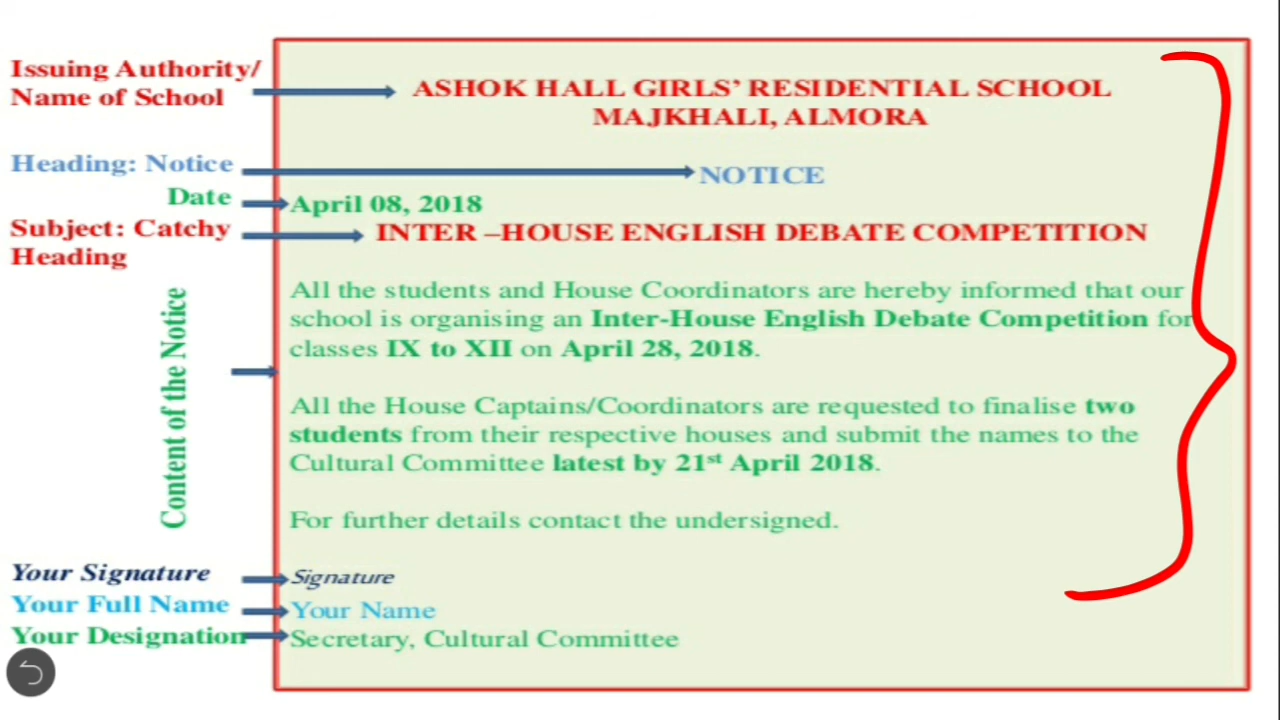 Issuing Authority/
Name of School
ASHOK HALL GIRLS' RESIDENTIAL SCHOOL
MAJKHALI, ALMORA
Heading: Notice
NOTICE
Date
April 08, 2018
Subject: Catchy
Heading
INTER –HOUSE ENGLISH DEBATE COMPETITION
Content of the Notice
All the students and House Coordinators are hereby informed that our
school is organising an Inter-House English Debate Competition for
classes IX to XII on April 28, 2018.
All the House Captains/Coordinators are requested to finalise two
students from their respective houses and submit the names to the
Cultural Committee latest by 21st April 2018.
For further details contact the undersigned.
Your Signature
Signature
Your Full Name
Your Name
Your Designation
Secretary, Cultural Committee